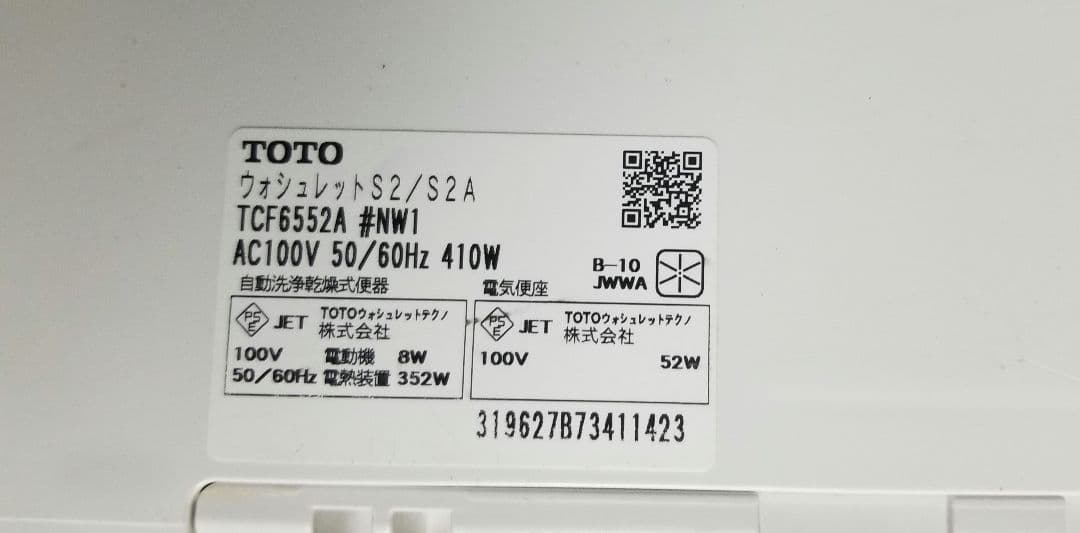 TOTO
ウォシュレットS2/S2A
TCF6552A #NW1
AC100V 50/60Hz 410W
B-10
JWWA
自動洗浄乾燥式便器
電気便座
PSE JET TOTOウォシュレットテクノ
株式会社
100V 電動機 8W
50/60Hz 電熱装置 352W
PSE JET TOTOウォシュレットテクノ
株式会社
100V 52W
319627B73411423